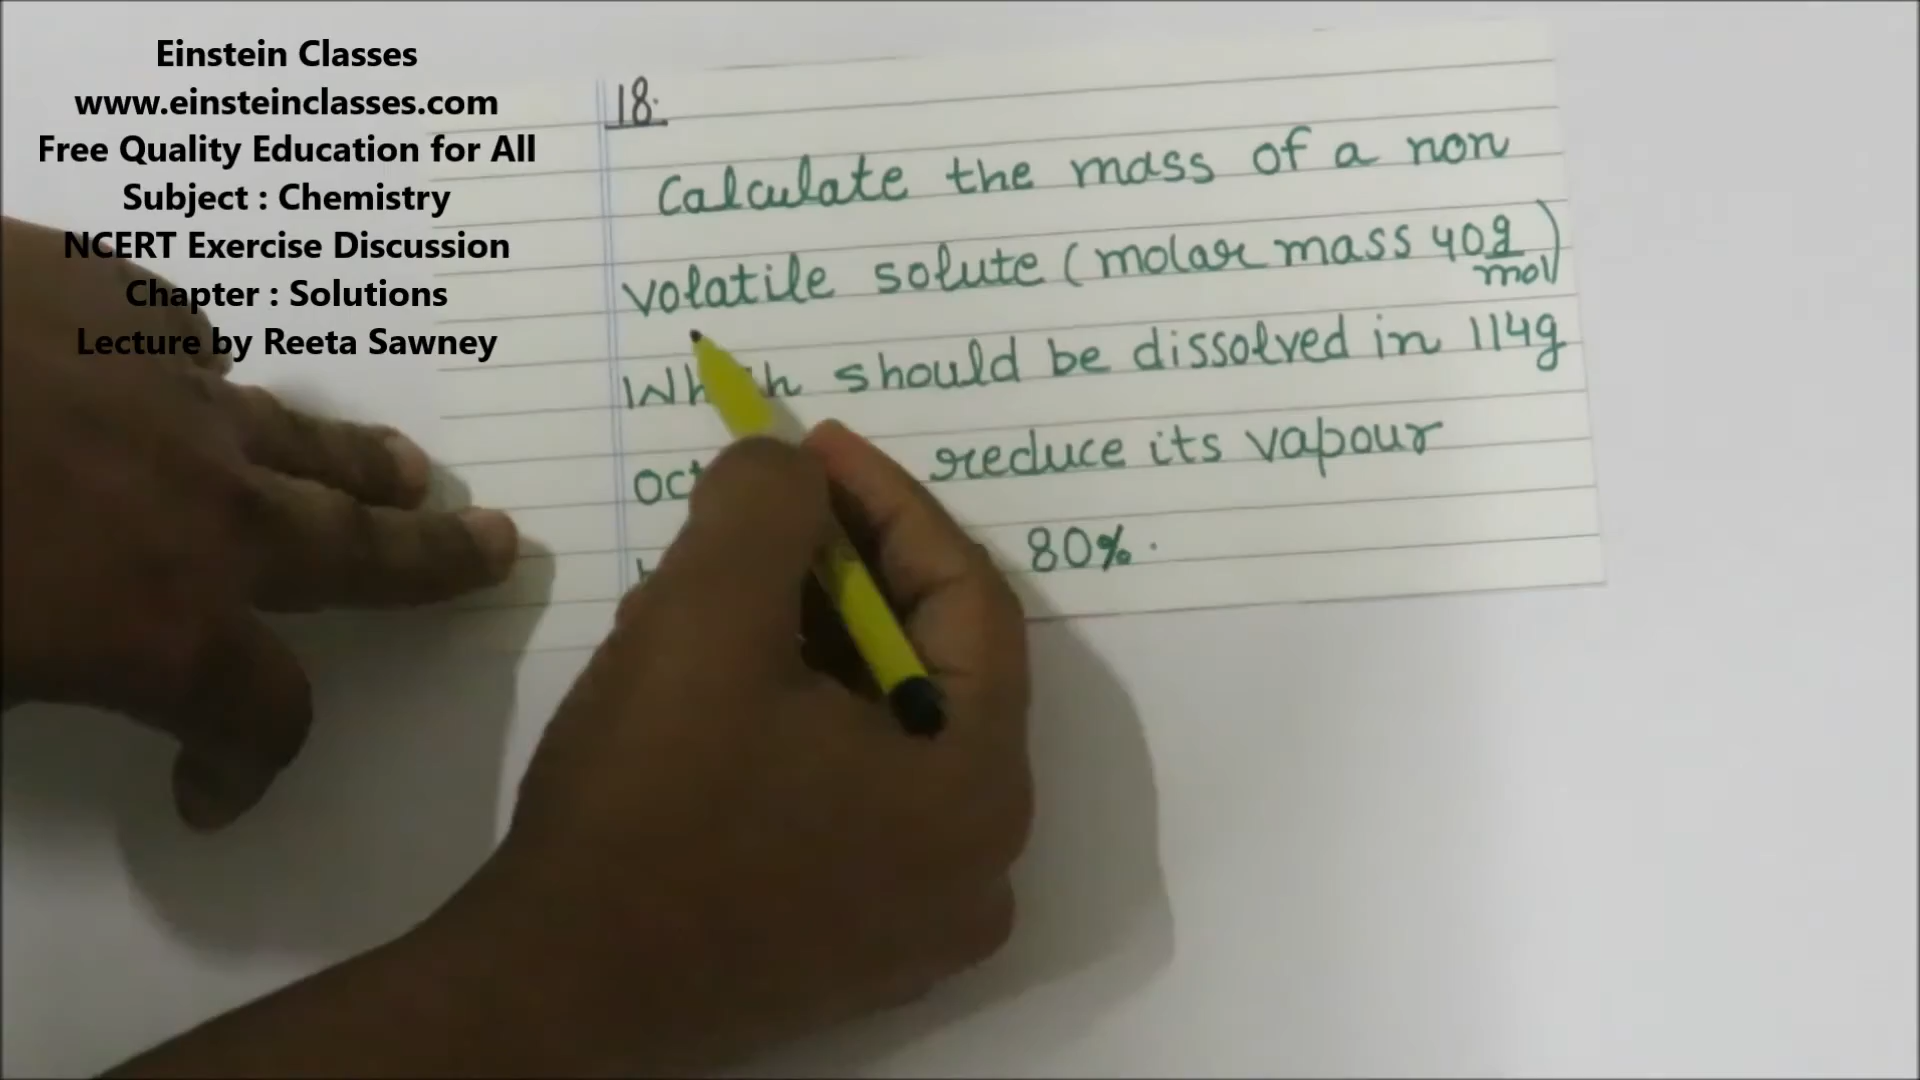 Einstein Classes
www.einsteinclasses.com
Free Quality Education for All
Subject : Chemistry
NCERT Exercise Discussion
Chapter : Solutions
Lecture by Reeta Sawney
18.
Calculate the mass of a non
volatile solute (molar mass 40 g/mol)
should be dissolved in 114g
reduce its vapour
80%.